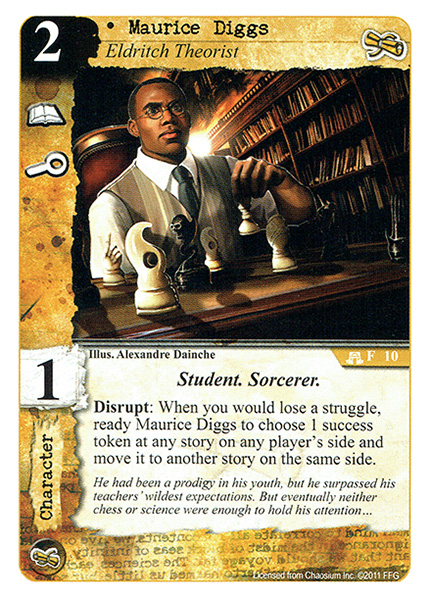 2
• Maurice Diggs
Eldritch Theorist
Illus. Alexandre Dainche
F 10
1
Character
Student. Sorcerer.
Disrupt: When you would lose a struggle,
ready Maurice Diggs to choose 1 success
token at any story on any player's side and
move it to another story on the same side.
He had been a prodigy in his youth, but he surpassed his
teachers' wildest expectations. But eventually neither
chess or science were enough to hold his attention…
Licensed from Chaosium Inc. ©2011 FFG